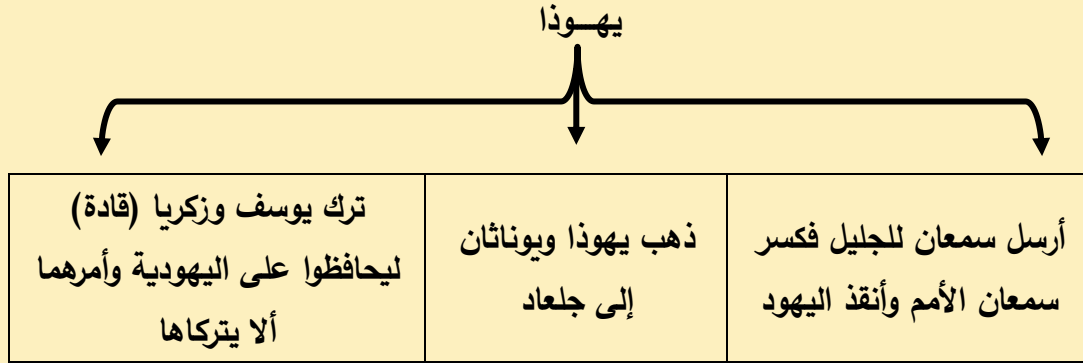 يهـــوذا
أرسل سمعان للجليل فكسر
سمعان الأمم وأنقذ اليهود
ذهب يهوذا ويوناثان
إلى جلعاد
ترك يوسف وزكريا (قادة)
ليحافظوا على اليهودية وأمرهما
ألا يتركاها